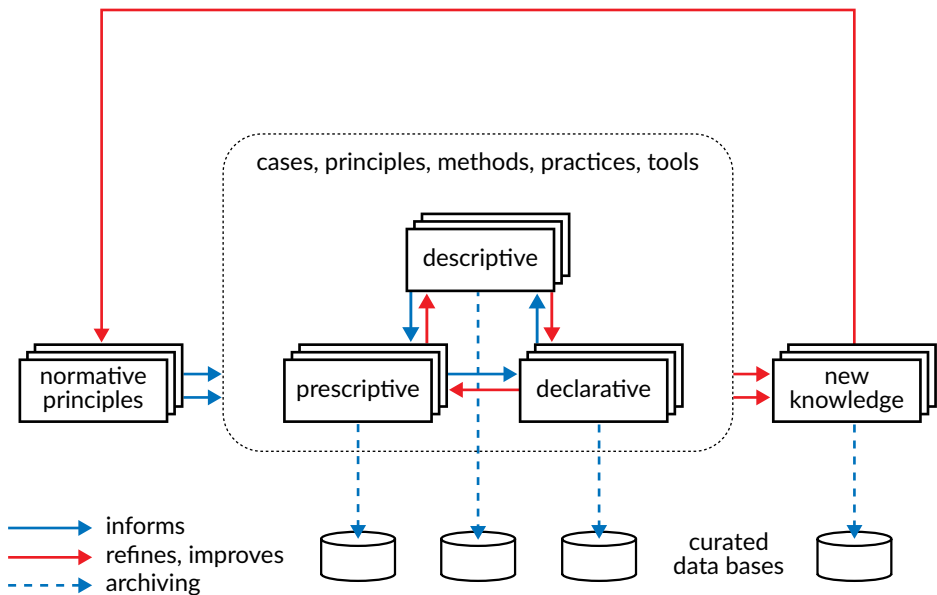 cases, principles, methods, practices, tools
descriptive
normative
principles
prescriptive
declarative
new
knowledge
informs
refines, improves
archiving
curated
data bases